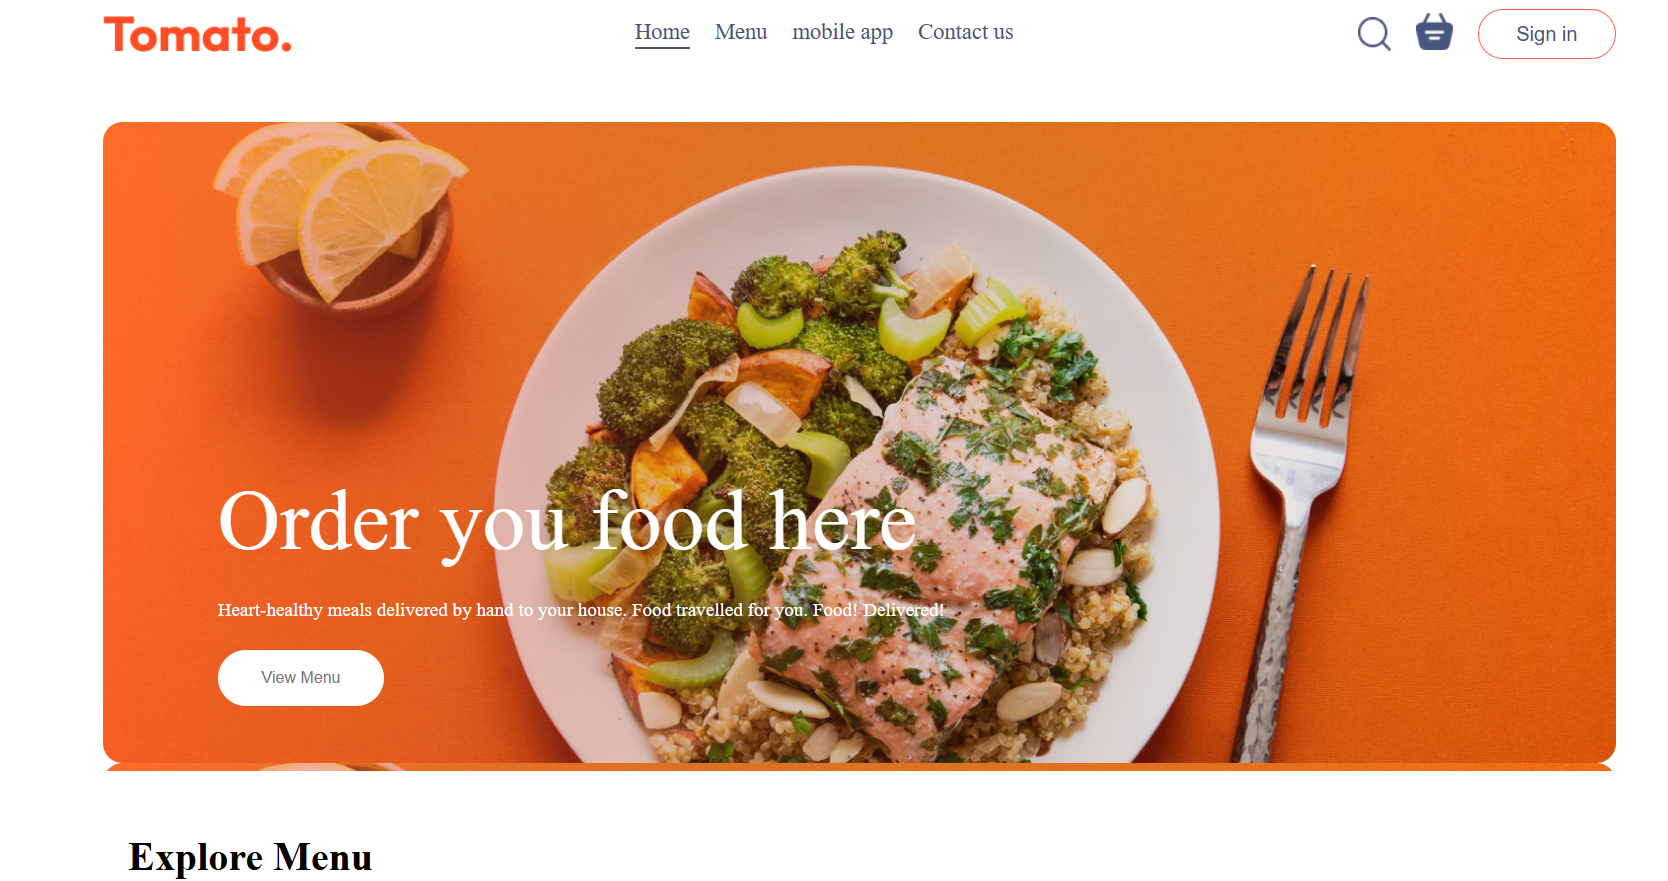 Tomato.
Home Menu mobile app Contact us
Sign in
Order you food here
Heart-healthy meals delivered by hand to your house. Food travelled for you. Food! Delivered!
View Menu
Explore Menu